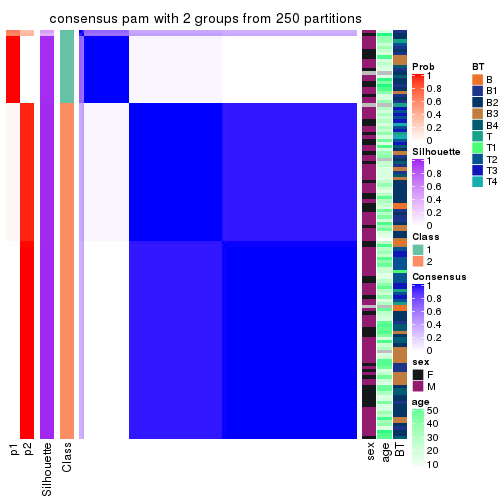 consensus pam with 2 groups from 250 partitions
Prob
1
0.8
0.6
0.4
0.2
0
Silhouette
1
0.8
0.6
0.4
0.2
0
Class
1
2
Consensus
1
0.8
0.6
0.4
0.2
0
sex
F
M
age
50
40
30
20
10
BT
B
B1
B2
B3
B4
T
T1
T2
T3
T4
p1
p2
Silhouette
Class
sex
age
BT